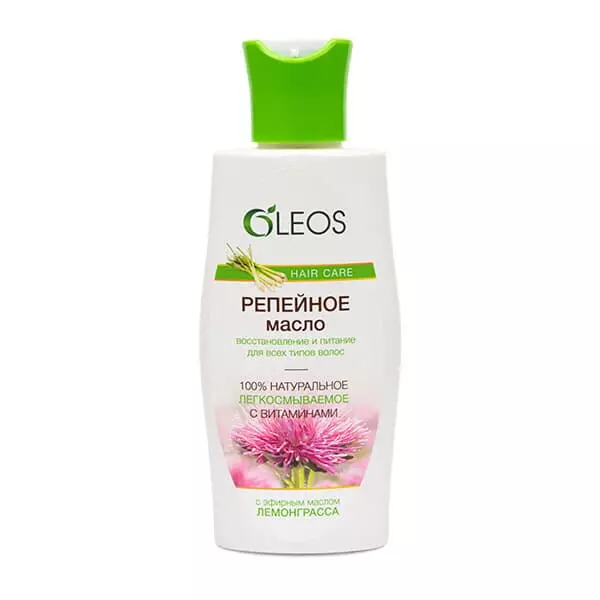 OLEOS
HAIR CARE
РЕПЕЙНОЕ
масло
восстановление и питание
для всех типов волос
100% НАТУРАЛЬНОЕ
ЛЕГКОСМЫВАЕМОЕ
С ВИТАМИНАМИ
с эфирным маслом
ЛЕМОНГРАССА